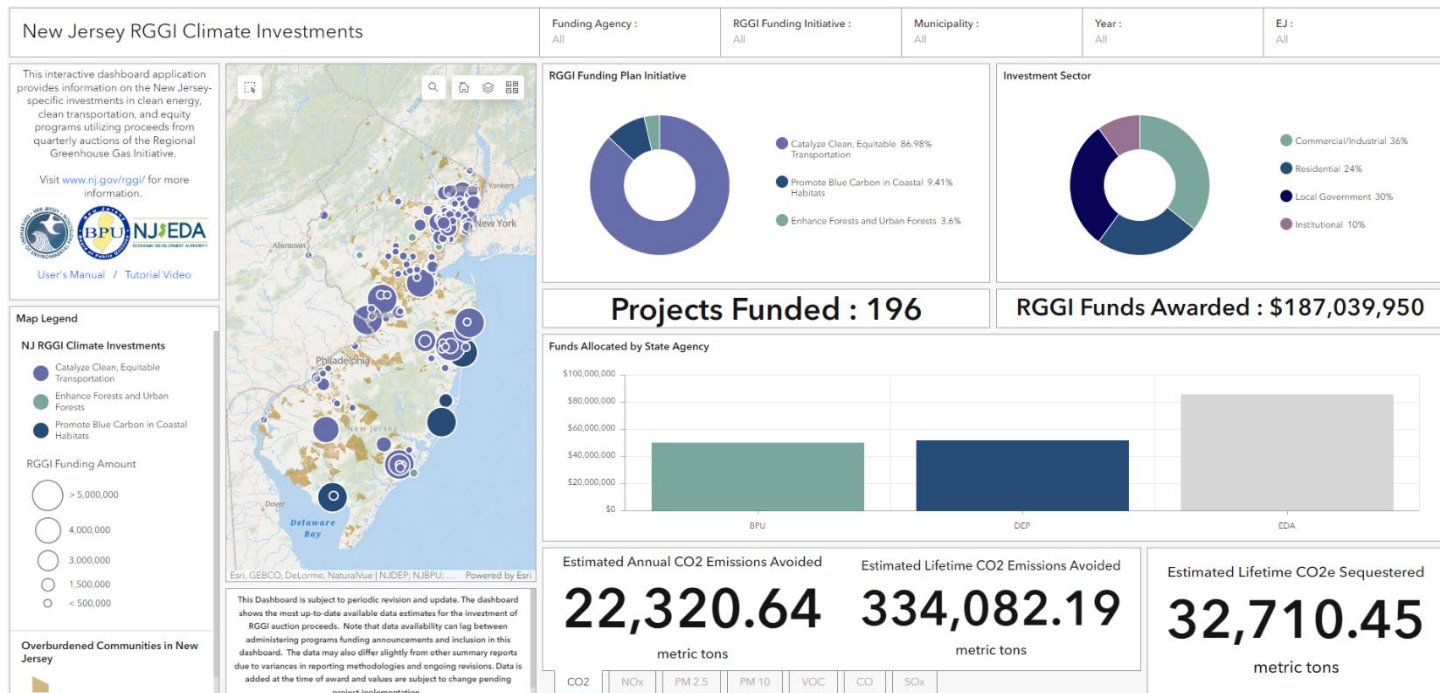 New Jersey RGGI Climate Investments
Funding Agency :
All
RGGI Funding Initiative :
All
Municipality :
All
Year :
All
EJ :
All
This interactive dashboard application
provides information on the New Jersey-
specific investments in clean energy,
clean transportation, and equity
programs utilizing proceeds from
quarterly auctions of the Regional
Greenhouse Gas Initiative.
Visit www.nj.gov/rggi/ for more
information.
BPU
NJEDA
ECONOMIC DEVELOPMENT AUTHORITY
User's Manual / Tutorial Video
Map Legend
NJ RGGI Climate Investments
Catalyze Clean, Equitable
Transportation
Enhance Forests and Urban
Forests
Promote Blue Carbon in Coastal
Habitats
RGGI Funding Amount
> 5,000,000
4,000,000
3,000,000
1,500,000
< 500,000
Overburdened Communities in New
Jersey
Yonkers
New York
Allentown
Philadelphia
New Jersey
Dover
Delaware
Bay
Esri, GEBCO, DeLorme, NaturalVue | NJDEP; NJBPU; ...
Powered by Esri
This Dashboard is subject to periodic revision and update. The dashboard
shows the most up-to-date available data estimates for the investment of
RGGI auction proceeds. Note that data availability can lag between
administering programs funding announcements and inclusion in this
dashboard. The data may also differ slightly from other summary reports
due to variances in reporting methodologies and ongoing revisions. Data is
added at the time of award and values are subject to change pending
project implementation
RGGI Funding Plan Initiative
Catalyze Clean, Equitable 86.98%
Transportation
Promote Blue Carbon in Coastal 9.41%
Habitats
Enhance Forests and Urban Forests 3.6%
Investment Sector
Commercial/Industrial 36%
Residential 24%
Local Government 30%
Institutional 10%
Projects Funded : 196
RGGI Funds Awarded : $187,039,950
Funds Allocated by State Agency
$100,000,000
$80,000,000
$60,000,000
$40,000,000
$20,000,000
$0
BPU
DEP
EDA
Estimated Annual CO2 Emissions Avoided
22,320.64
metric tons
Estimated Lifetime CO2 Emissions Avoided
334,082.19
metric tons
Estimated Lifetime CO2e Sequestered
32,710.45
metric tons
CO2
NOx
PM 2.5
PM 10
VOC
CO
SOx